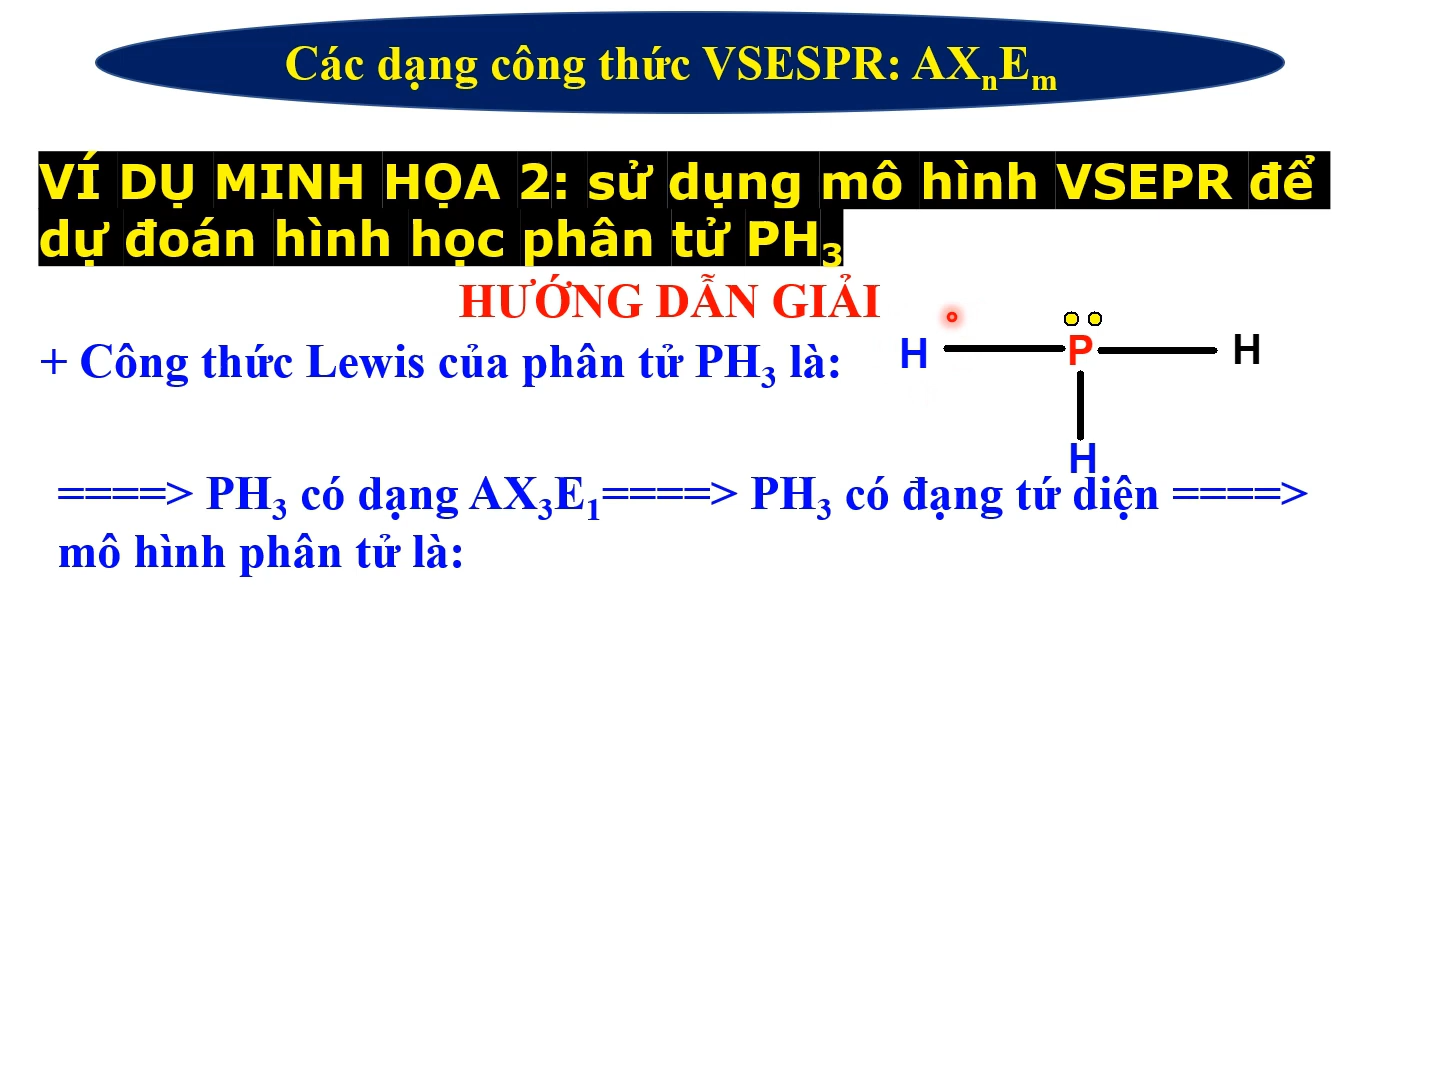 Các dạng công thức VSESPR: AXnEm
VÍ DỤ MINH HỌA 2: sử dụng mô hình VSEPR để
dự đoán hình học phân tử PH3
HƯỚNG DẪN GIẢI
+ Công thức Lewis của phân tử PH3 là:
H P H
H
====> PH3 có dạng AX3E1====> PH3 có đạng tứ diện ====>
mô hình phân tử là: